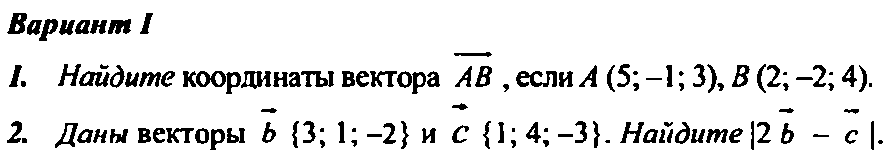 Вариант I
1. Найдите координаты вектора \(\overrightarrow{AB}\), если A (5; –1; 3), B (2; –2; 4).
2. Даны векторы \(\vec{b}\) {3; 1; –2} и \(\vec{c}\) {1; 4; –3}. Найдите |2 \(\vec{b}\) – \(\vec{c}\) |.